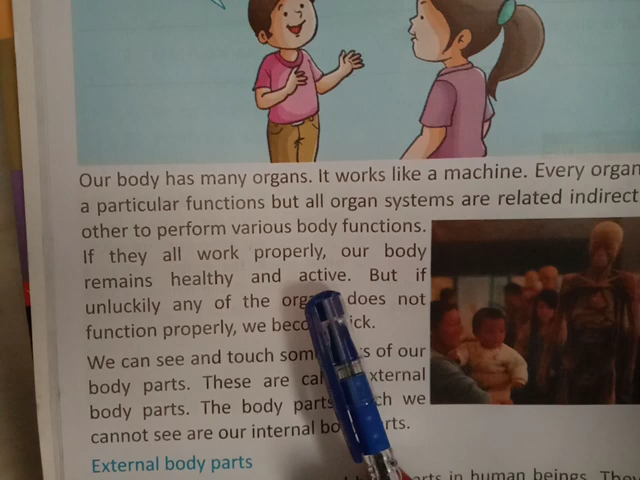 Our body has many organs. It works like a machine. Every organ
a particular functions but all organ systems are related indirect
other to perform various body functions.
If they all work properly, our body
remains healthy and active. But if
unluckily any of the does not
function properly, we
We can see and touch of our
body parts. These are external
body parts. The body parts we
cannot see are our internal
External body parts
in human beings. They